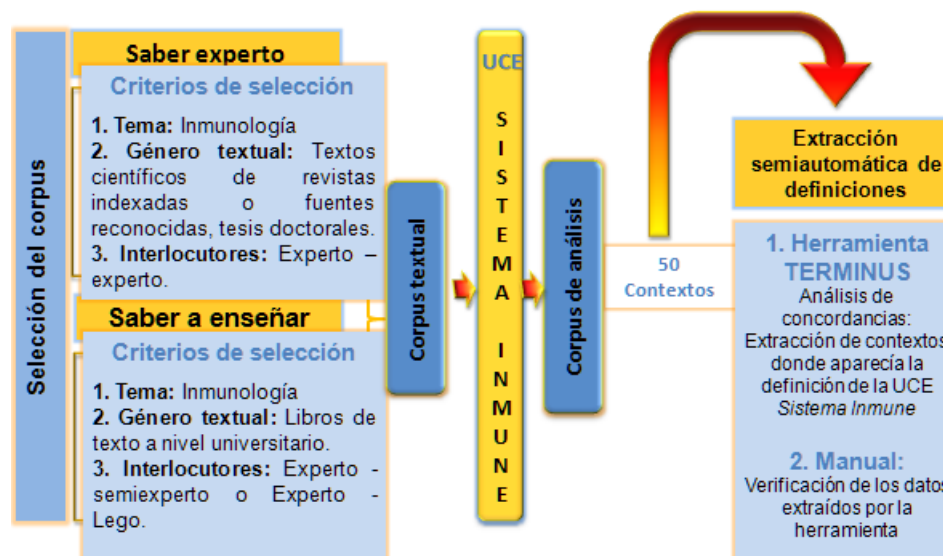 Selección del corpus
Saber experto
Criterios de selección
1. Tema: Inmunología
2. Género textual: Textos
científicos de revistas
indexadas o fuentes
reconocidas, tesis doctorales.
3. Interlocutores: Experto –
experto.
Saber a enseñar
Criterios de selección
1. Tema: Inmunología
2. Género textual: Libros de
texto a nivel universitario.
3. Interlocutores: Experto -
semiexperto o Experto -
Lego.
Corpus textual
UCE
S
I
S
T
E
M
A
I
N
M
U
N
E
Corpus de análisis
50
Contextos
Extracción
semiautomática de
definiciones
1. Herramienta
TERMINUS
Análisis de
concordancias:
Extracción de contextos
donde aparecía la
definición de la UCE
Sistema Inmune
2. Manual:
Verificación de los datos
extraídos por la
herramienta